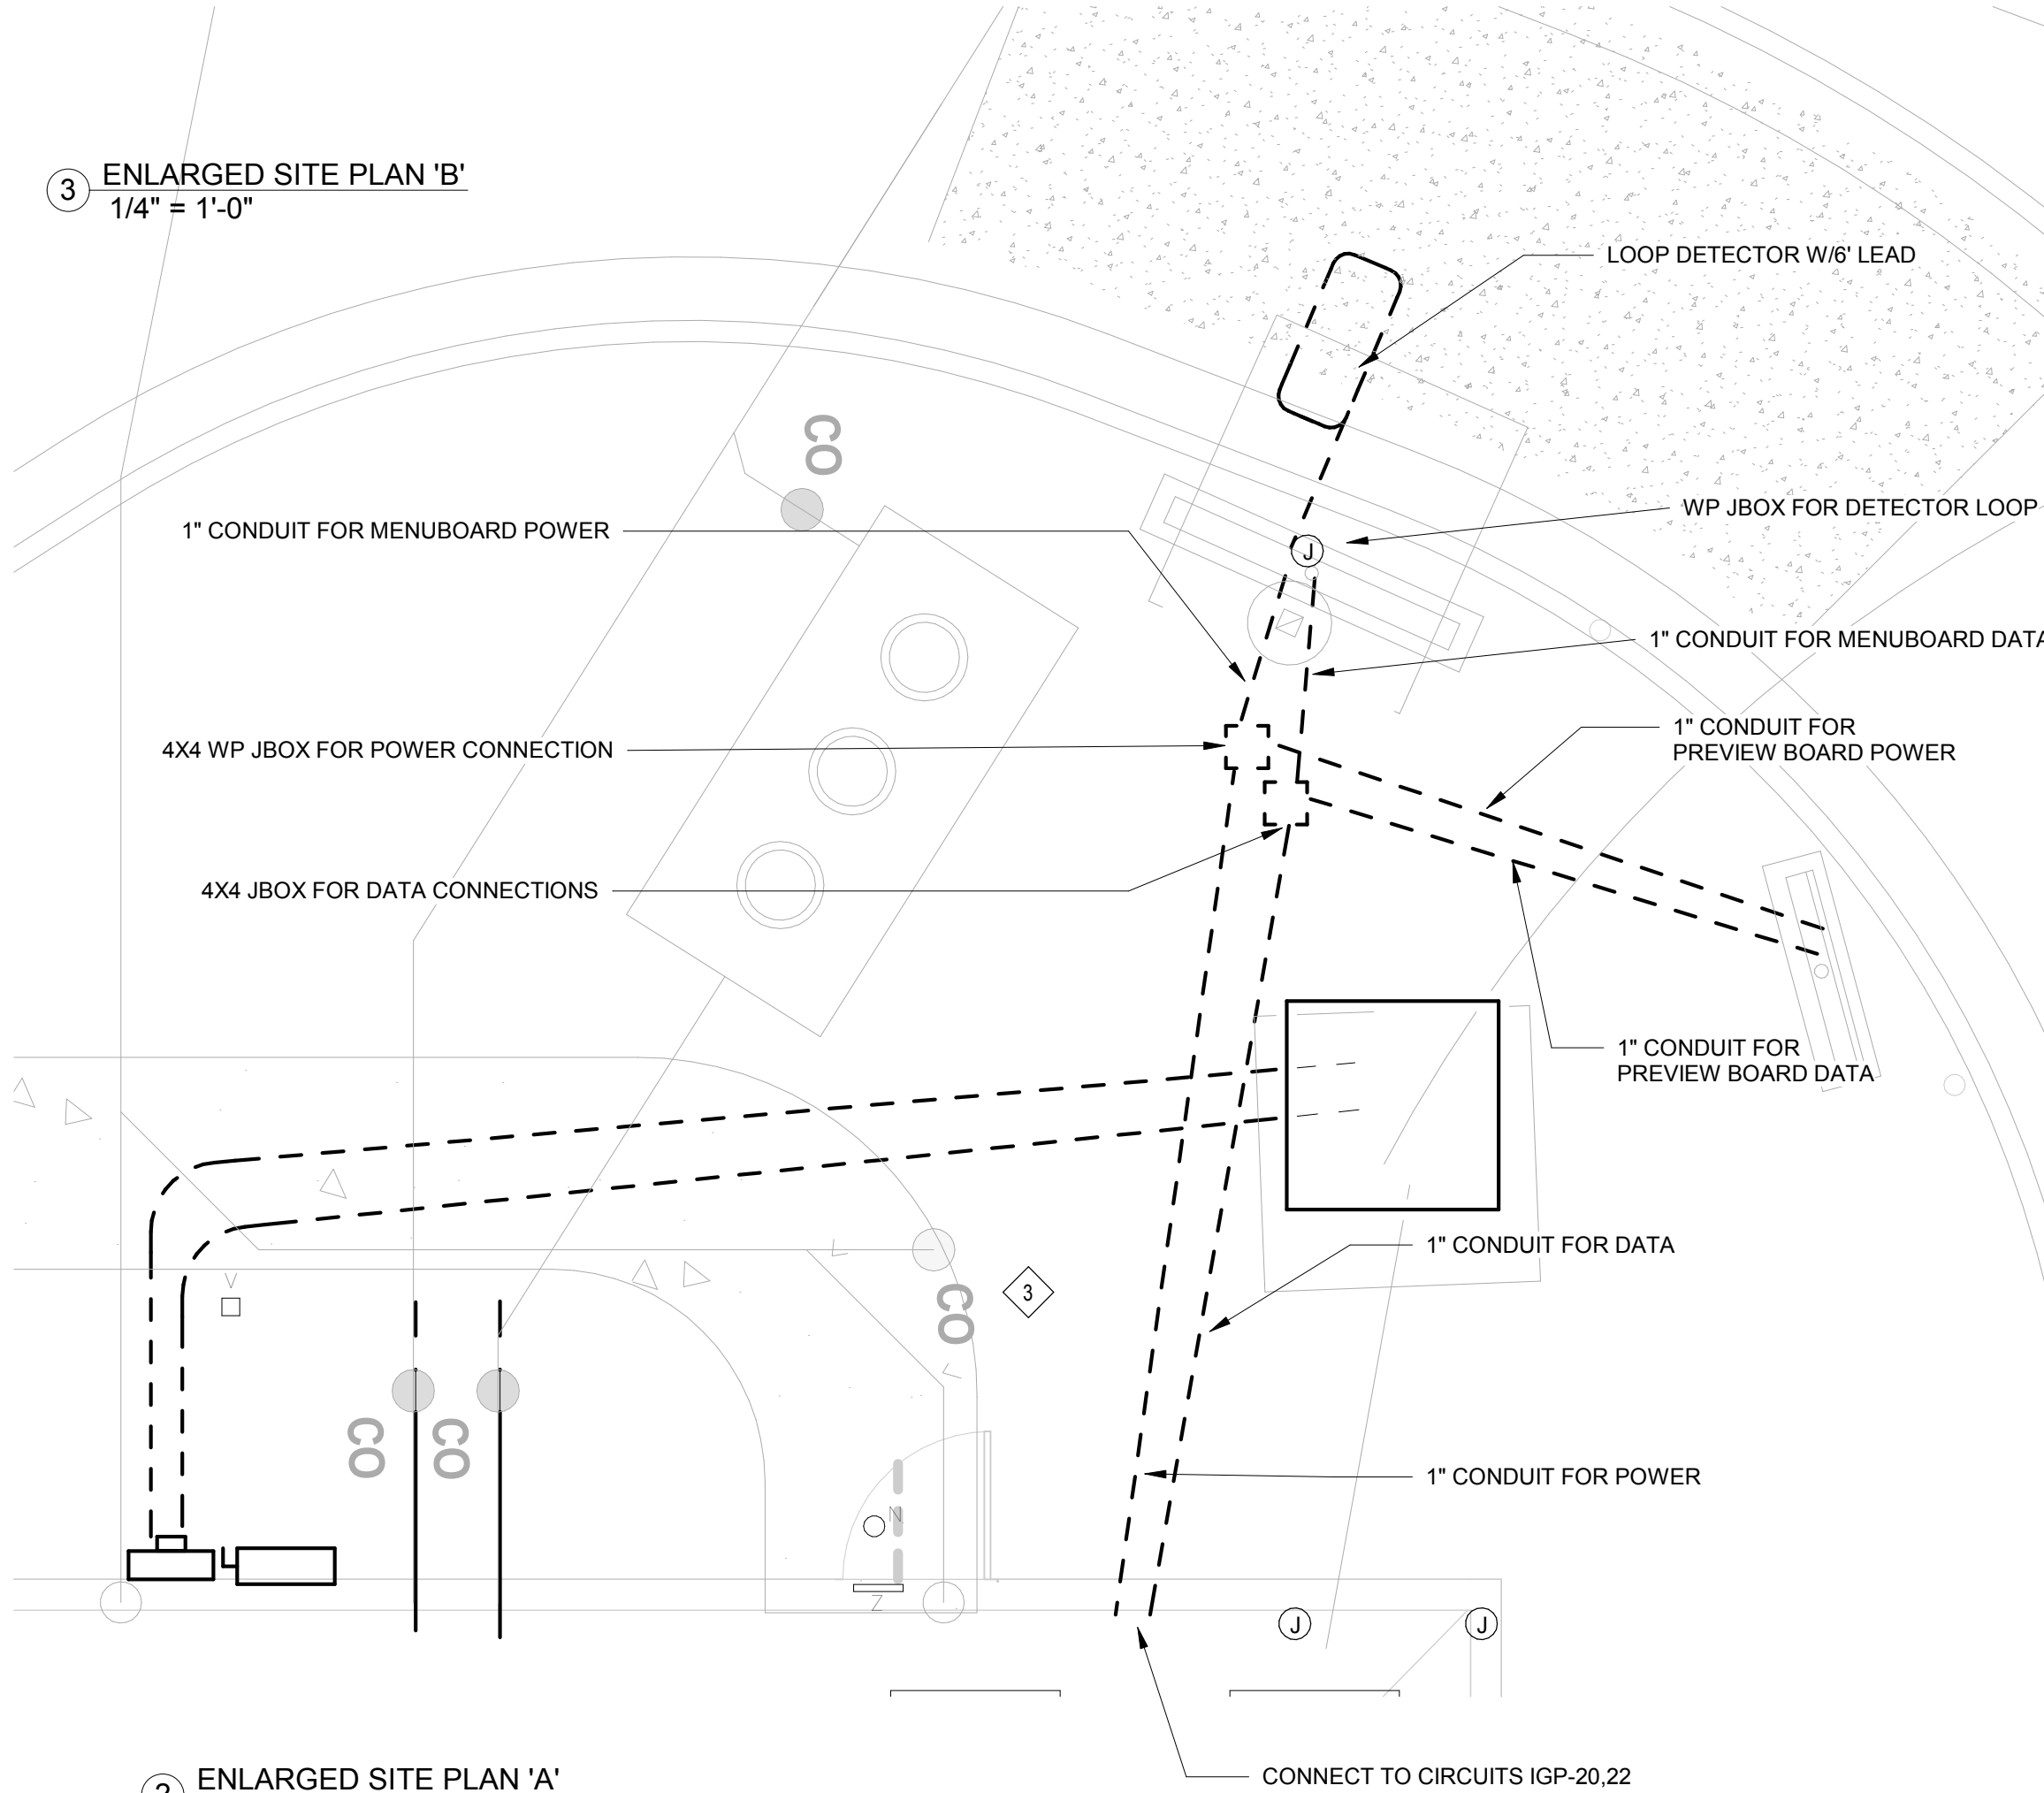 3 ENLARGED SITE PLAN 'B'
1/4" = 1'-0"
LOOP DETECTOR W/6' LEAD
CO
WP JBOX FOR DETECTOR LOOP
1" CONDUIT FOR MENUBOARD POWER
J
1" CONDUIT FOR MENUBOARD DATA
1" CONDUIT FOR
PREVIEW BOARD POWER
4X4 WP JBOX FOR POWER CONNECTION
4X4 JBOX FOR DATA CONNECTIONS
1" CONDUIT FOR
PREVIEW BOARD DATA
1" CONDUIT FOR DATA
3
CO
CO
CO
1" CONDUIT FOR POWER
N
Z
J
J
ENLARGED SITE PLAN 'A'
CONNECT TO CIRCUITS IGP-20,22